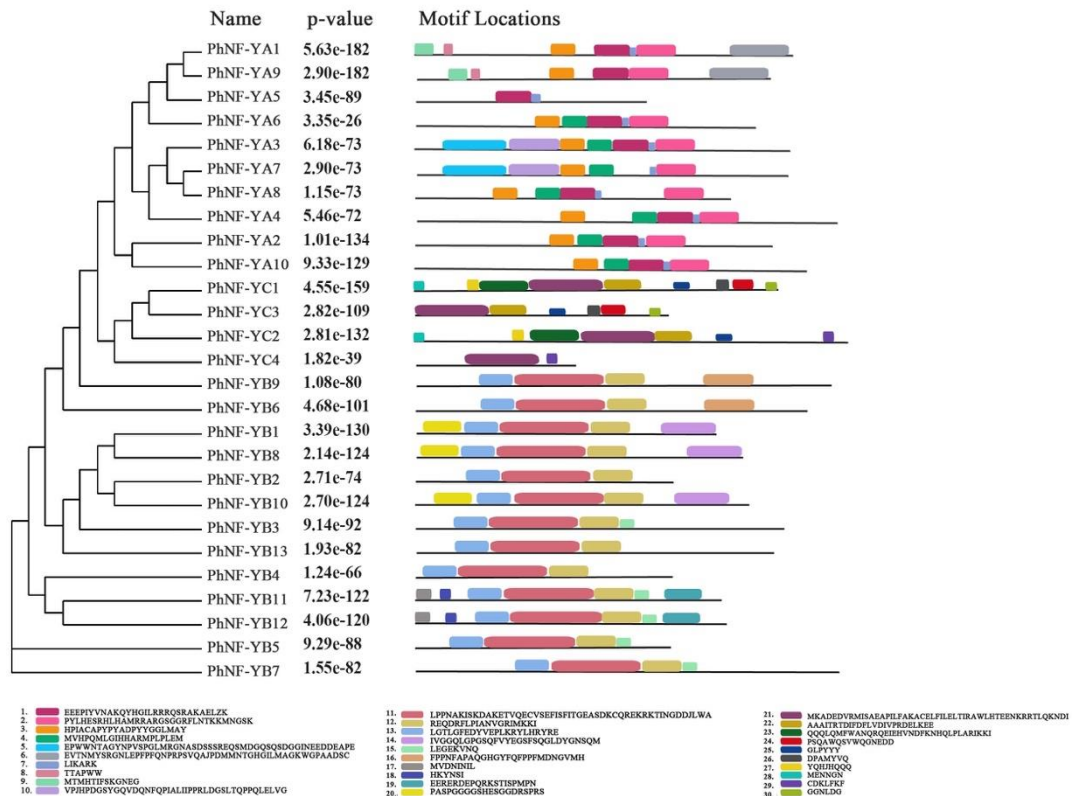 Name p-value Motif Locations
PhNF-YA1 5.63e-182
PhNF-YA9 2.90e-182
PhNF-YA5 3.45e-89
PhNF-YA6 3.35e-26
PhNF-YA3 6.18e-73
PhNF-YA7 2.90e-73
PhNF-YA8 1.15e-73
PhNF-YA4 5.46e-72
PhNF-YA2 1.01e-134
PhNF-YA10 9.33e-129
PhNF-YC1 4.55e-159
PhNF-YC3 2.82e-109
PhNF-YC2 2.81e-132
PhNF-YC4 1.82e-39
PhNF-YB9 1.08e-80
PhNF-YB6 4.68e-101
PhNF-YB1 3.39e-130
PhNF-YB8 2.14e-124
PhNF-YB2 2.71e-74
PhNF-YB10 2.70e-124
PhNF-YB3 9.14e-92
PhNF-YB13 1.93e-82
PhNF-YB4 1.24e-66
PhNF-YB11 7.23e-122
PhNF-YB12 4.06e-120
PhNF-YB5 9.29e-88
PhNF-YB7 1.55e-82
1. EEEPIYVNAKQYHGILRRRQSRAKAELZK
2. PYLHESRHLHAMRRARGSGGRFLNTKKMNGSK
3. HPIACAPYPYADPYYGGLMAY
4. MVHPQMLGIHHARMPLPLEM
5. EPWWNTAGYNPVSPGLMRGNASDSSSREQSMDGQSQSDGGINEEDDEAPE
6. EVTNMYSRGNLEPFPFQNPRPSVQAJPDMMNTGHGILMAGKWGPAADSC
7. LIKARK
8. TTAPWW
9. MTMHTIFSKGNEG
10. VPJHPDGSYGQVDQNFQPIALIIPPRLDGSLTQPPQLELVG
11. LPPNAKISKDAKETVQECVSEFISFITGEASDKCQREKRKTINGDDJLWA
12. REQDRFLPIANVGRIMKKI
13. LGTLGFEDYVEPLKRYLHRYRE
14. IVGGQLGPGSQFVYEGSFSQGLDYGNSQM
15. LEGEKVNQ
16. FPPNFAPAQGHGYFQFPPFMDNGVMH
17. MVDNINIL
18. HKYNSI
19. EERERDEPQRKSTISPMPN
20. PASPGGGGSHESGGDRSPRS
21. MKADEDVRMISAEAPILFAKACELFILELTIRAWLHTEENKRRTLQKNDI
22. AAAITRTDIFDFLVDIVPRDELKEE
23. QQQLQMFWANQRQEIEHVNDFKNHQLPLARIKKI
24. PSQAWQSVWQGNEDD
25. GLPYYY
26. DPAMYVQ
27. YQHJHQQQ
28. MENNGN
29. CDKLFKF
30. GGNLDG